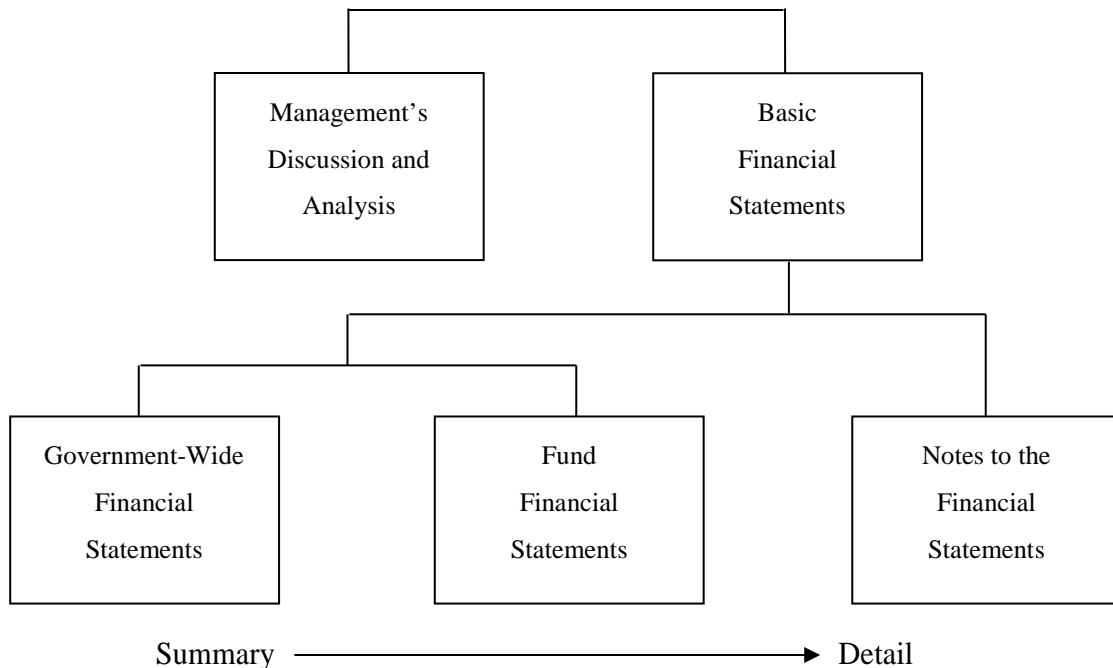 Management’s
Discussion and
Analysis
Basic
Financial
Statements
Government-Wide
Financial
Statements
Fund
Financial
Statements
Notes to the
Financial
Statements
Summary
Detail